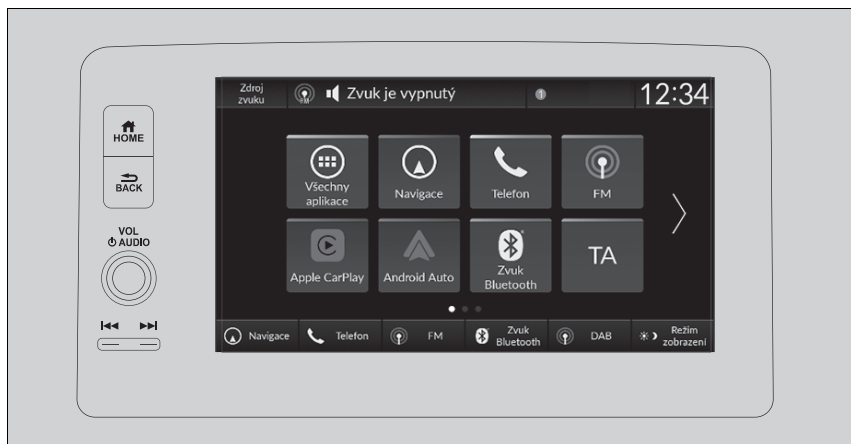 Zdroj
zvuku
FM
Zvuk je vypnutý
1
12:34
HOME
BACK
VOL
AUDIO
Všechny
aplikace
Navigace
Telefon
FM
Apple CarPlay
Android Auto
Zvuk
Bluetooth
TA
Navigace
Telefon
FM
Zvuk
Bluetooth
DAB
Režim
zobrazení